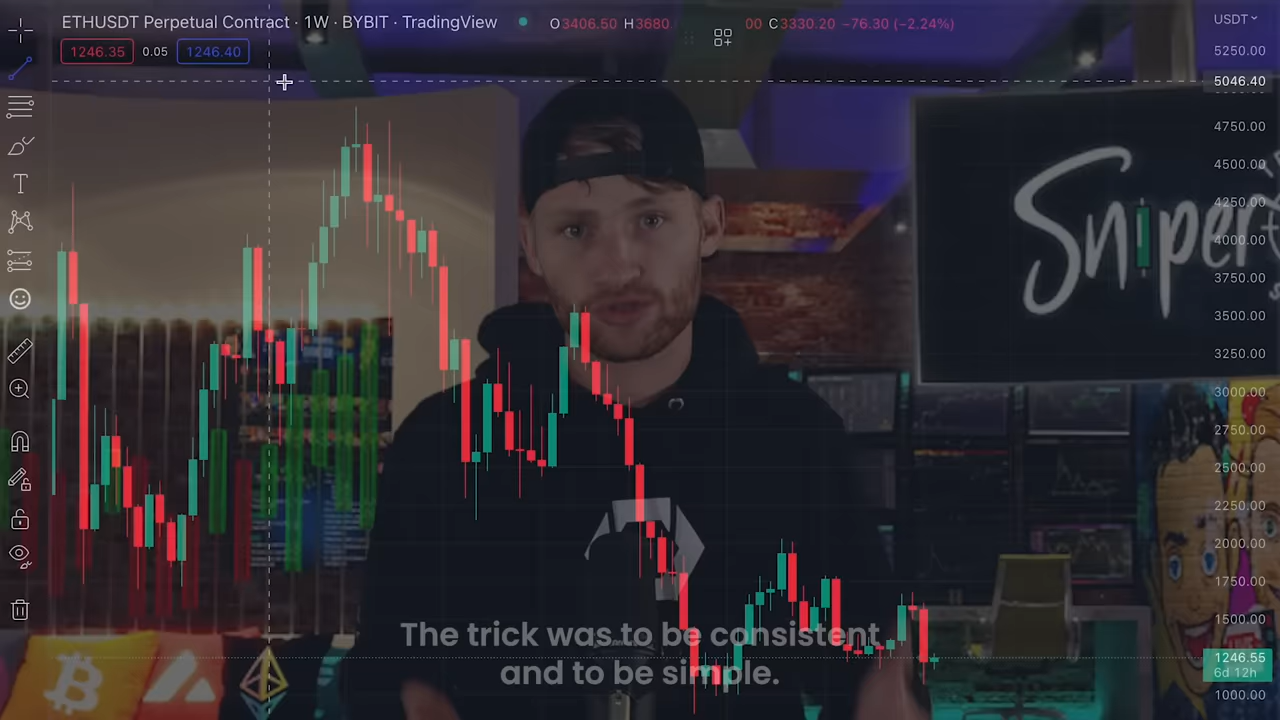 ETHUSDT Perpetual Contract · 1W · BYBIT · TradingView
O3406.50 H3680
00 C3330.20 −76.30 (−2.24%)
USDT
1246.35
0.05
1246.40
5250.00
5046.40
4750.00
4500.00
4250.00
4000.00
3750.00
3500.00
3250.00
3000.00
2750.00
2500.00
2250.00
2000.00
1750.00
1500.00
1246.55
6d 12h
1000.00
Sniper
The trick was to be consistent
and to be simple.